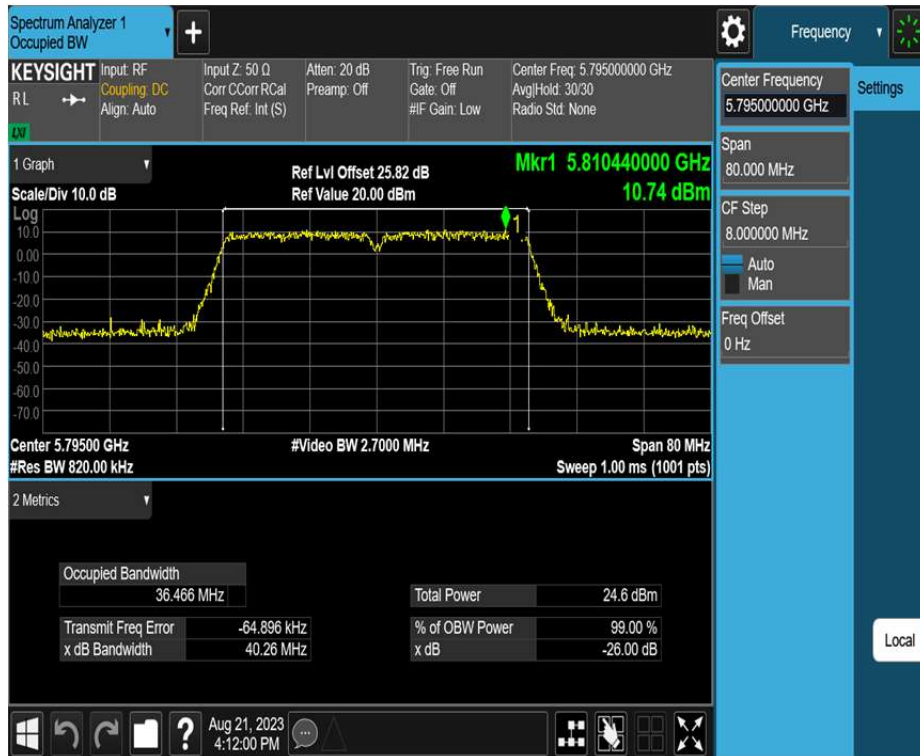 Spectrum Analyzer 1
Occupied BW
+
Frequency
KEYSIGHT
RL
LXI
Input: RF
Coupling: DC
Align: Auto
Input Z: 50 Ω
Corr CCorr RCal
Freq Ref: Int (S)
Atten: 20 dB
Preamp: Off
Trig: Free Run
Gate: Off
#IF Gain: Low
Center Freq: 5.795000000 GHz
Avg|Hold: 30/30
Radio Std: None
Center Frequency
5.795000000 GHz
Settings
Span
80.000 MHz
CF Step
8.000000 MHz
Auto
Man
Freq Offset
0 Hz
Local
1 Graph
Scale/Div 10.0 dB
Ref Lvl Offset 25.82 dB
Ref Value 20.00 dBm
Mkr1 5.810440000 GHz
10.74 dBm
Log
10.0
0.00
-10.0
-20.0
-30.0
-40.0
-50.0
-60.0
-70.0
1
Center 5.79500 GHz
#Res BW 820.00 kHz
#Video BW 2.7000 MHz
Span 80 MHz
Sweep 1.00 ms (1001 pts)
2 Metrics
Occupied Bandwidth
36.466 MHz
Total Power 24.6 dBm
Transmit Freq Error -64.896 kHz
% of OBW Power 99.00 %
x dB Bandwidth 40.26 MHz
x dB -26.00 dB
?
Aug 21, 2023
4:12:00 PM